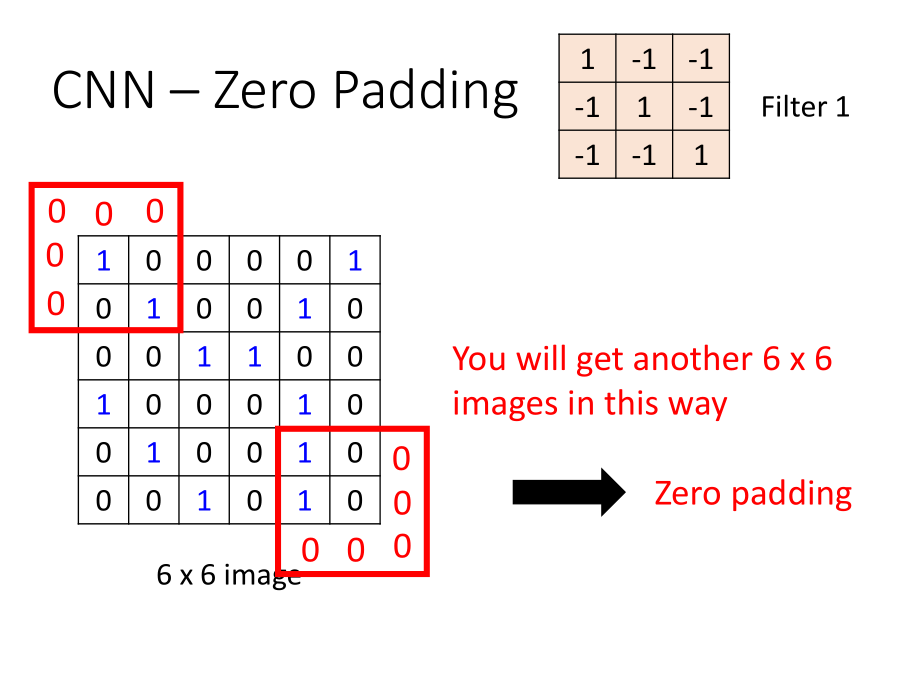 CNN – Zero Padding
1 -1 -1
-1 1 -1
-1 -1 1
Filter 1
0 0 0
0 1 0 0 0 0 1
0 0 1 0 0 1 0
0 0 1 1 0 0
1 0 0 0 1 0
0 1 0 0 1 0 0
0 0 1 0 1 0 0
0 0 0
6 x 6 image
You will get another 6 x 6
images in this way
Zero padding